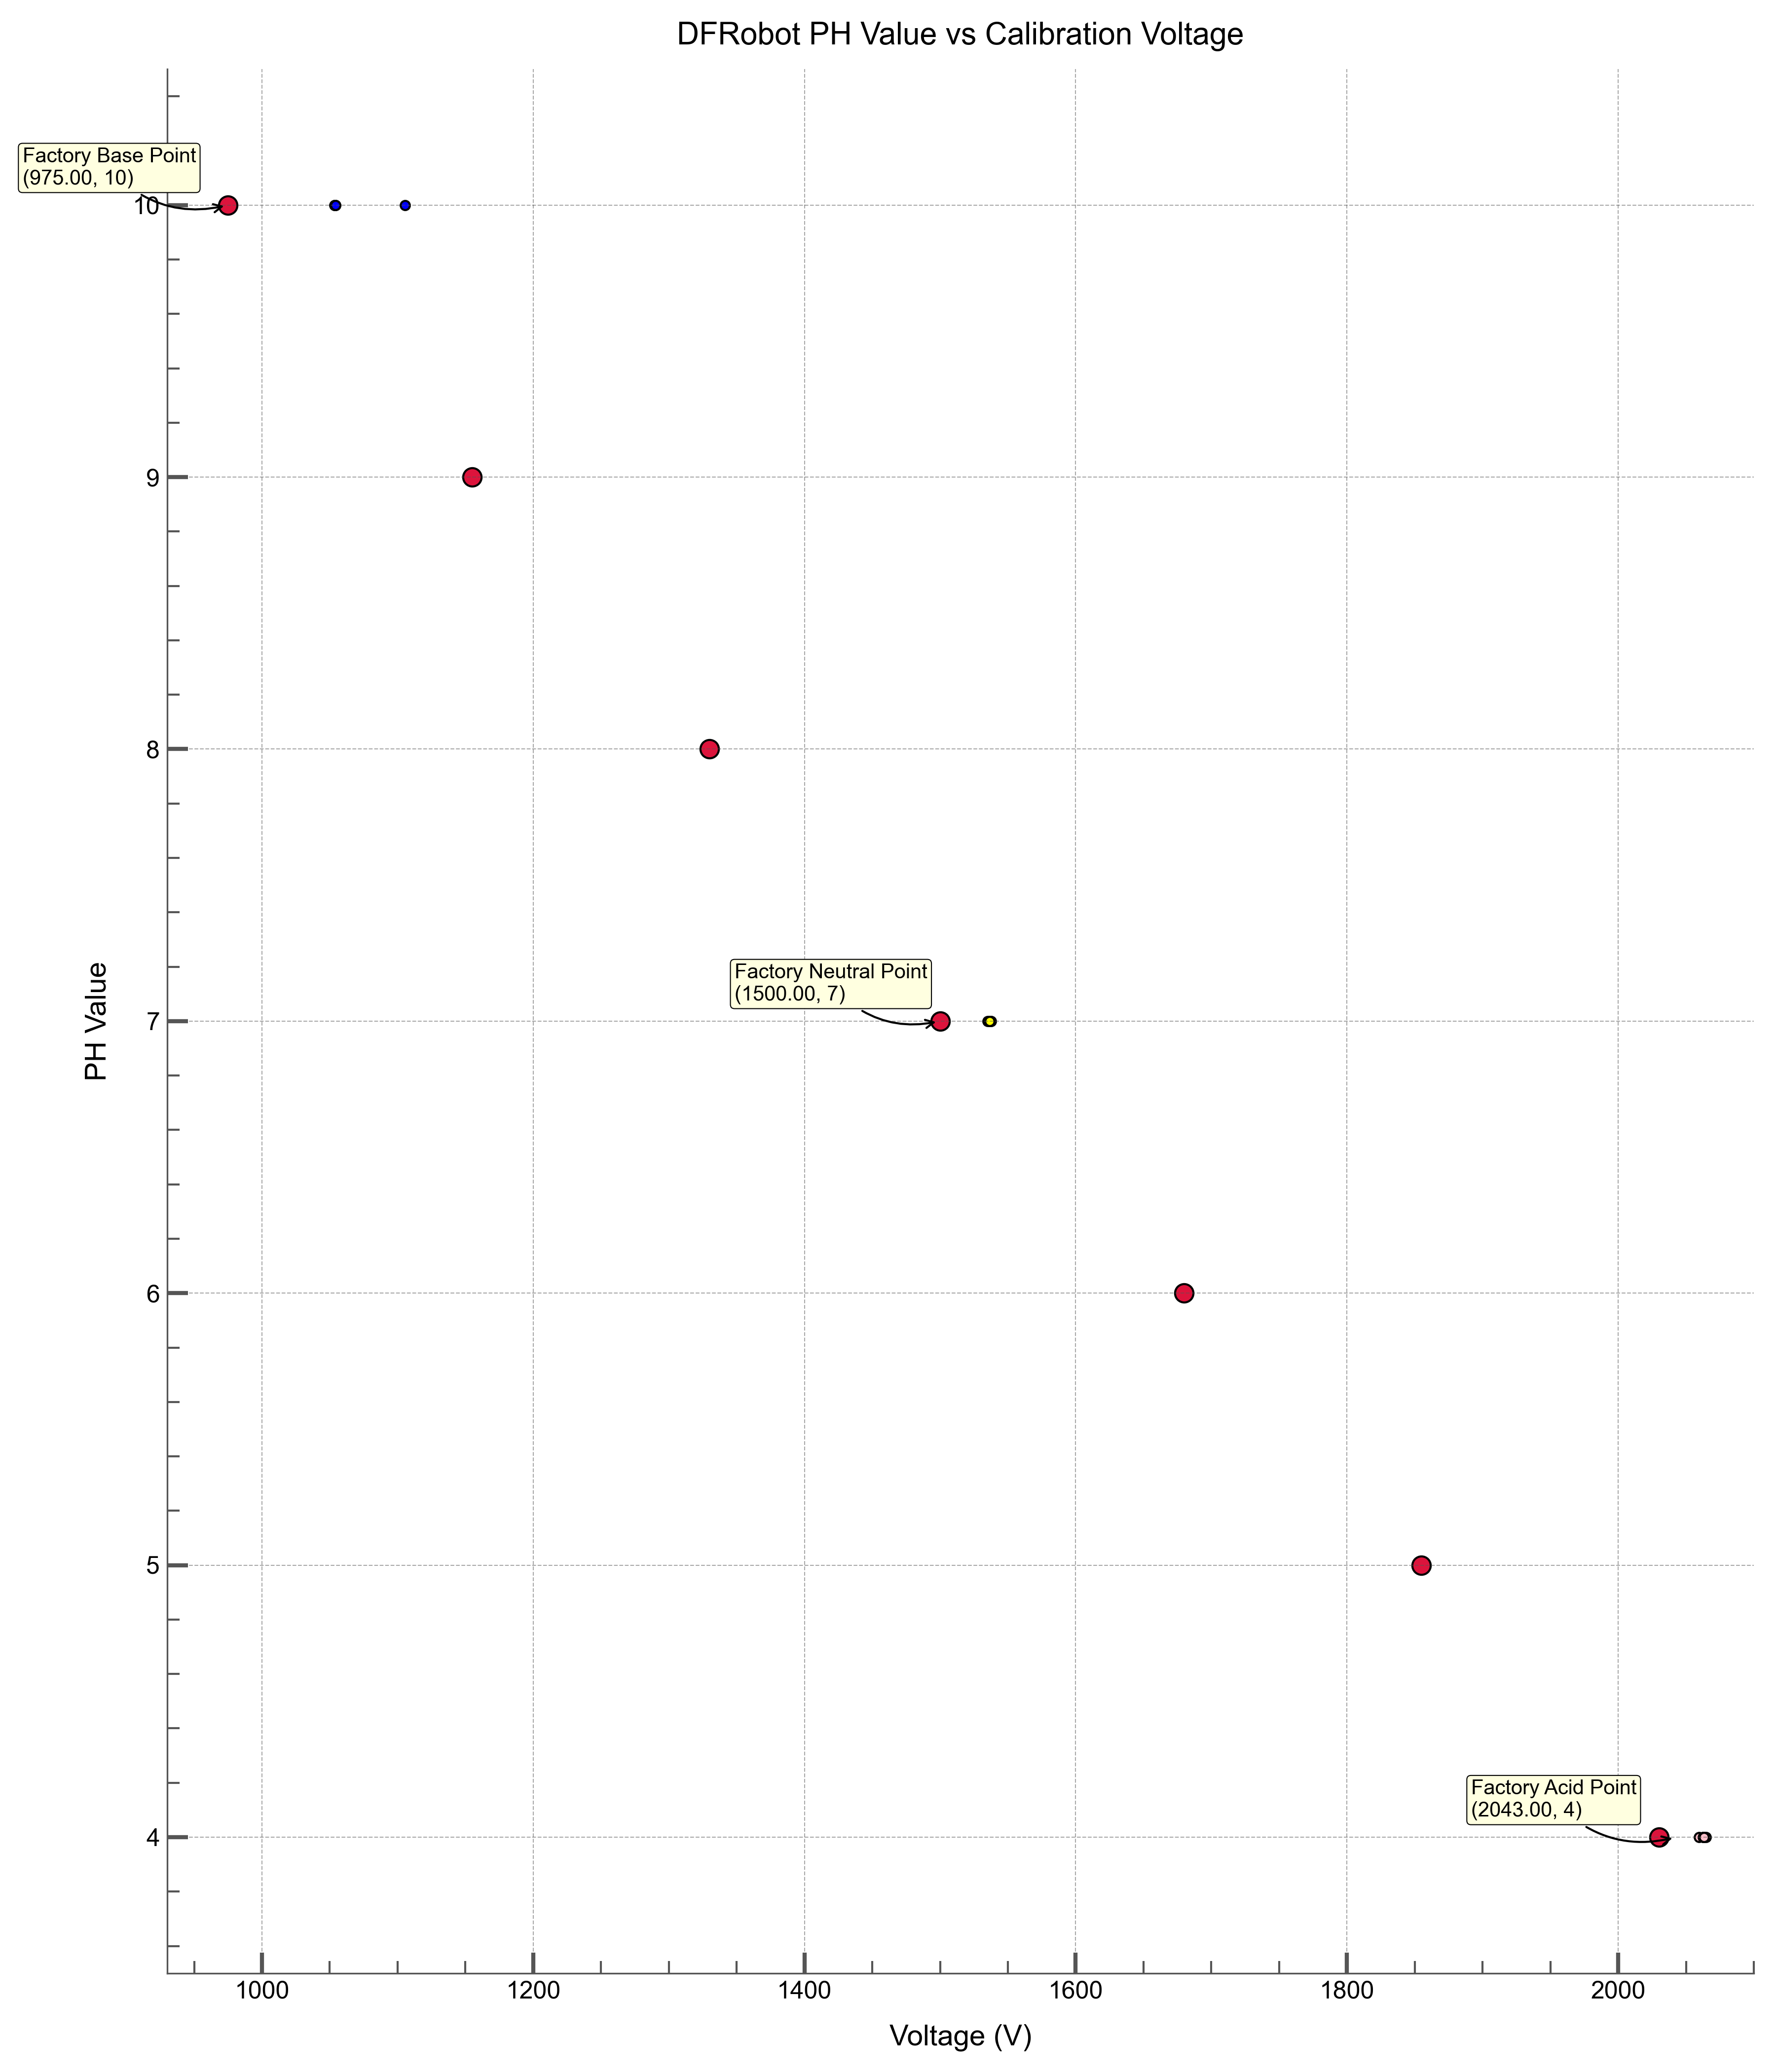 DFRobot PH Value vs Calibration Voltage
Factory Base Point
(975.00, 10)
10
9
8
Factory Neutral Point
(1500.00, 7)
7
PH Value
6
5
Factory Acid Point
(2043.00, 4)
4
1000 1200 1400 1600 1800 2000
Voltage (V)